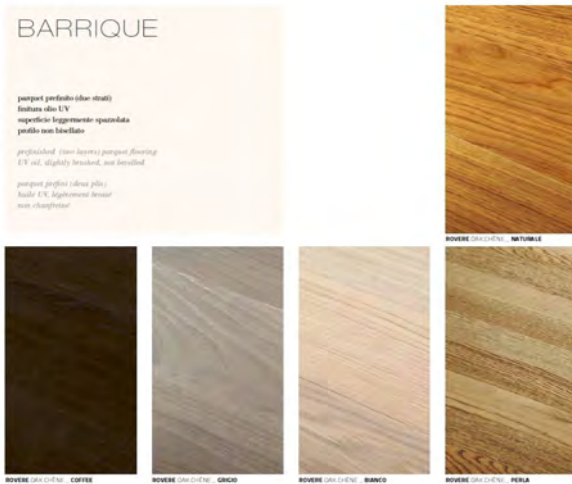 BARRIQUE
parquet prefinito (due strati)
finitura olio UV
superficie leggermente spazzolata
profilo non bisellato
prefinished (two layers) parquet flooring
UV oil, slightly brushed, not bevelled
parquet prefini (deux plis)
huile UV, légèrement brossé
non chanfreiné
ROVERE OAK CHÊNE _ NATURALE
ROVERE OAK CHÊNE _ COFFEE
ROVERE OAK CHÊNE _ GRIGIO
ROVERE OAK CHÊNE _ BIANCO
ROVERE OAK CHÊNE _ PERLA